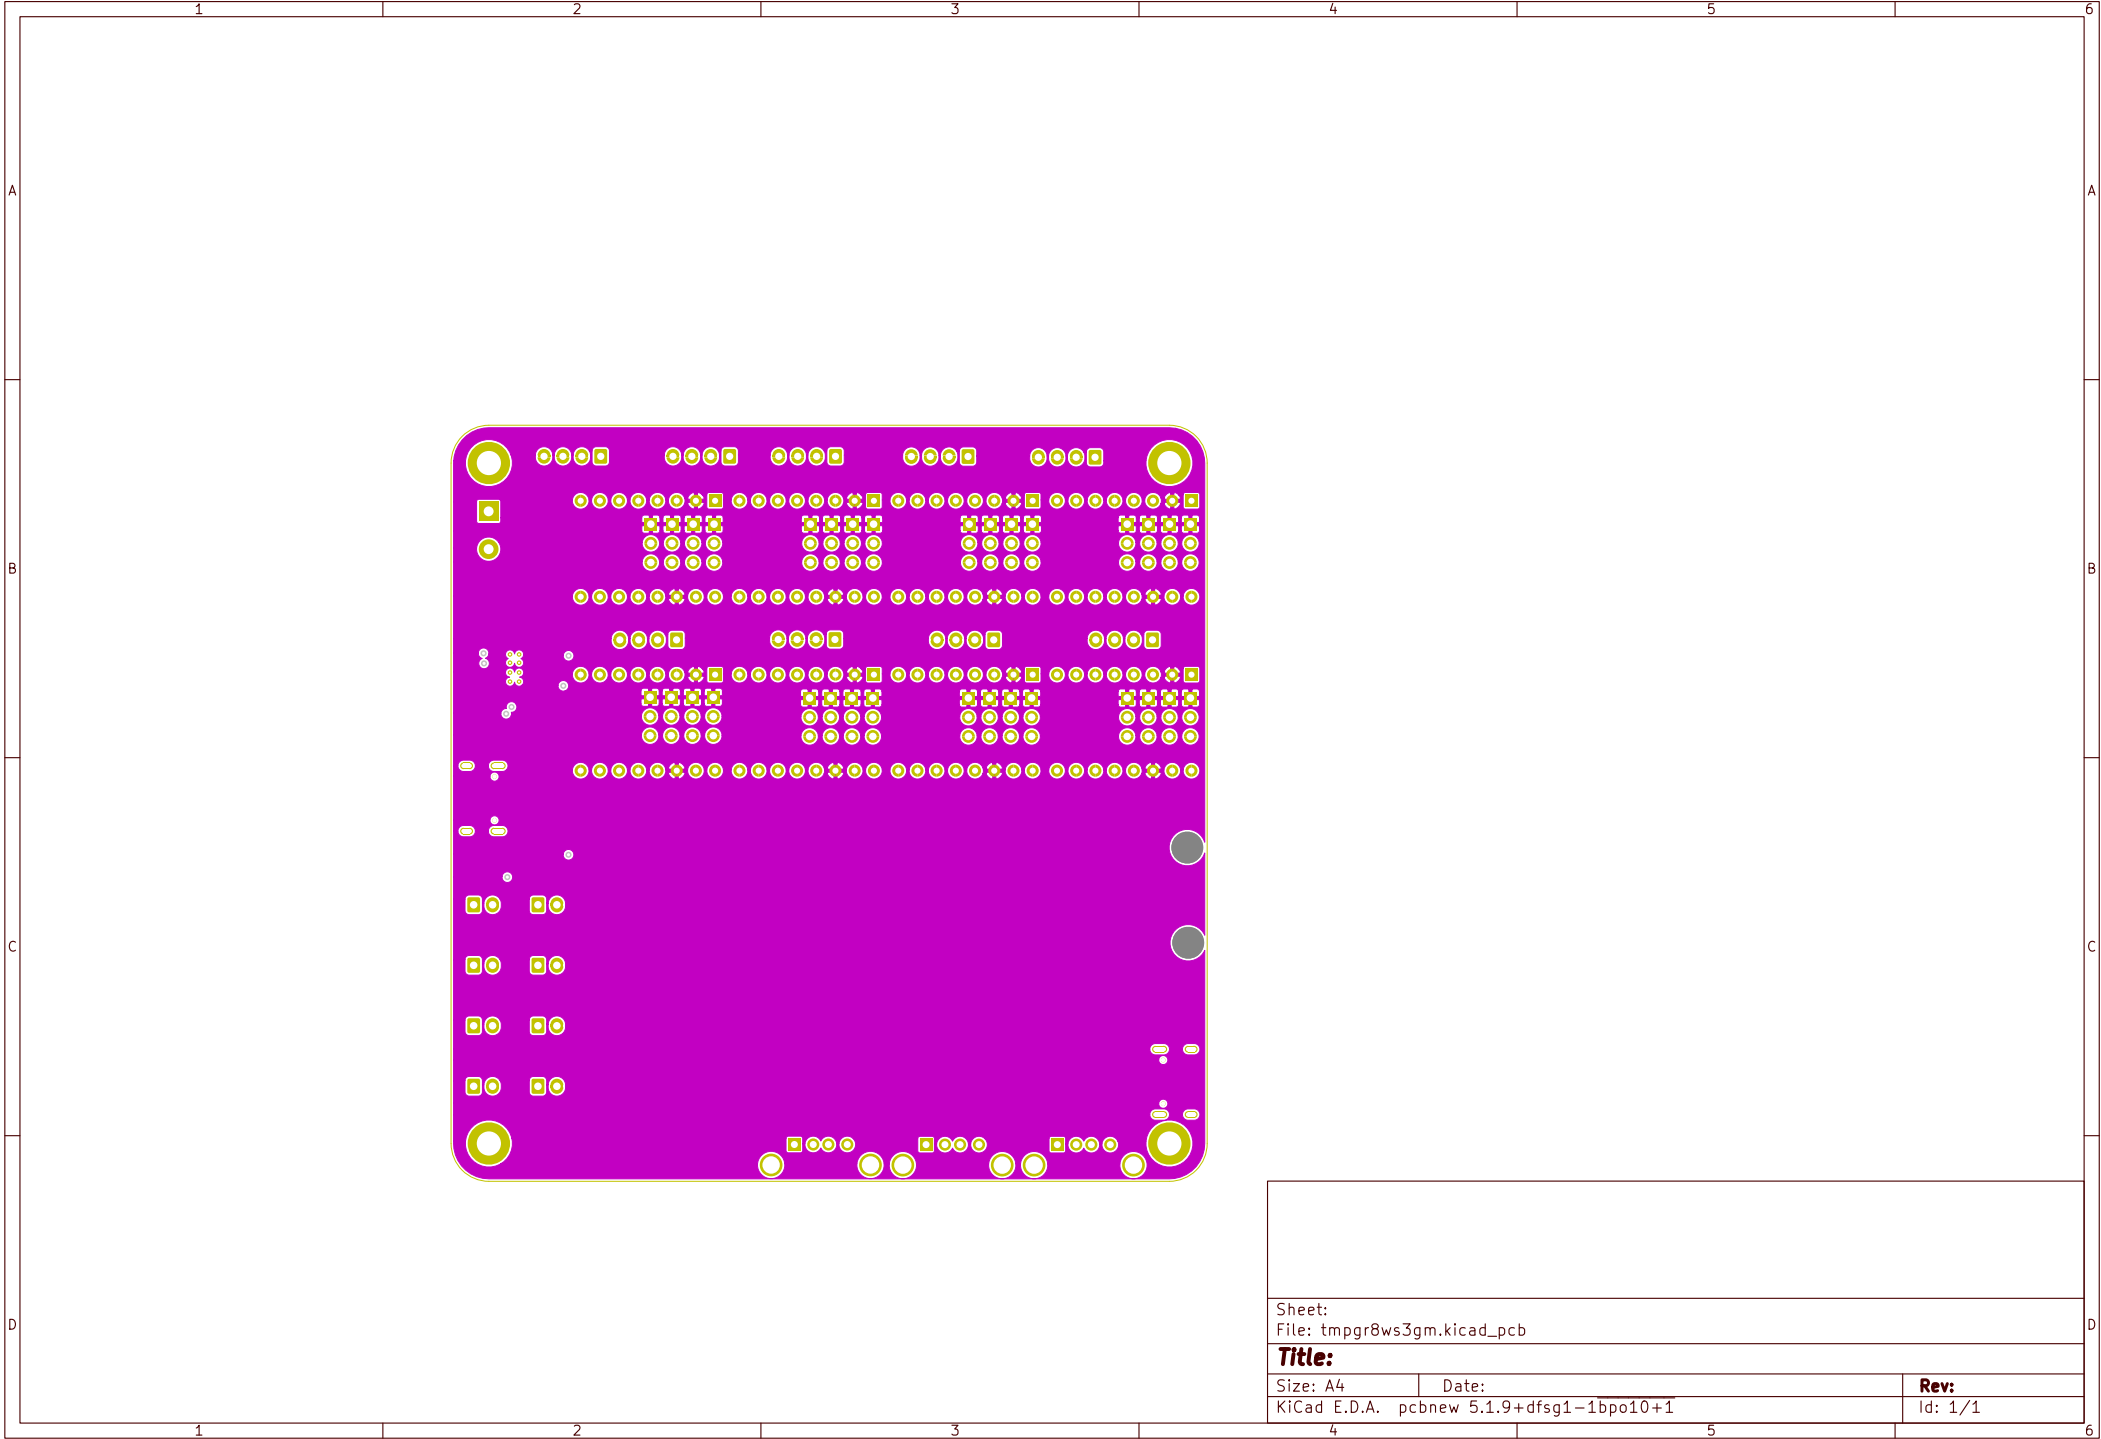 1 2 3 4 5 6
A A
B B
C C
Sheet:
File: tmpgr8ws3gm.kicad_pcb
D D
Title:
Size: A4 Date: Rev:
KiCad E.D.A. pcbnew 5.1.9+dfsg1-1bpo10+1 Id: 1/1
1 2 3 4 5 6